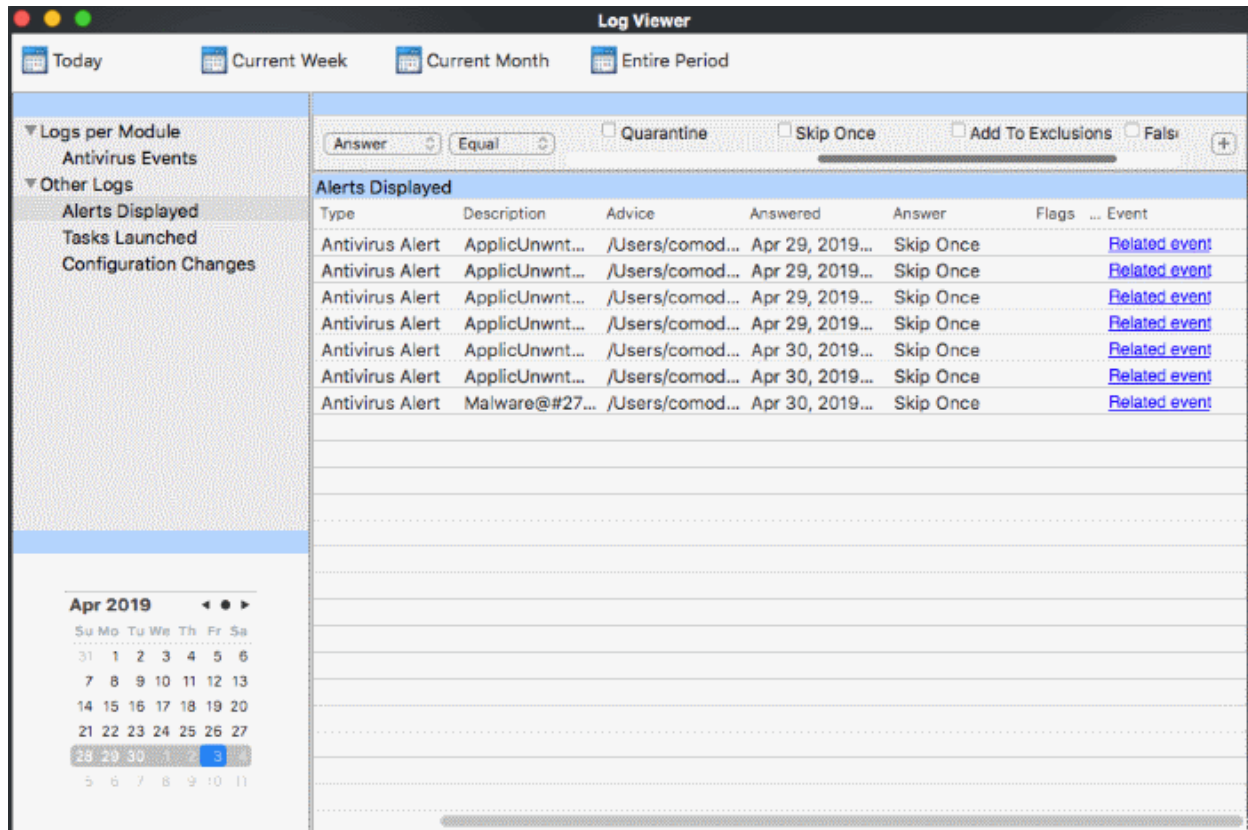 Log Viewer
Today Current Week Current Month Entire Period
Logs per Module
Antivirus Events
Other Logs
Alerts Displayed
Tasks Launched
Configuration Changes
Answer Equal Quarantine Skip Once Add To Exclusions
Alerts Displayed
Type Description Advice Answered Answer Flags ... Event
Antivirus Alert ApplicUnwnt... /Users/comod... Apr 29, 2019... Skip Once Related event
Antivirus Alert ApplicUnwnt... /Users/comod... Apr 29, 2019... Skip Once Related event
Antivirus Alert ApplicUnwnt... /Users/comod... Apr 29, 2019... Skip Once Related event
Antivirus Alert ApplicUnwnt... /Users/comod... Apr 29, 2019... Skip Once Related event
Antivirus Alert ApplicUnwnt... /Users/comod... Apr 30, 2019... Skip Once Related event
Antivirus Alert ApplicUnwnt... /Users/comod... Apr 30, 2019... Skip Once Related event
Antivirus Alert Malware@#27... /Users/comod... Apr 30, 2019... Skip Once Related event
Apr 2019
Su Mo Tu We Th Fr Sa
31 1 2 3 4 5 6
7 8 9 10 11 12 13
14 15 16 17 18 19 20
21 22 23 24 25 26 27
28 29 30 1 2 3 4
5 6 7 8 9 10 11